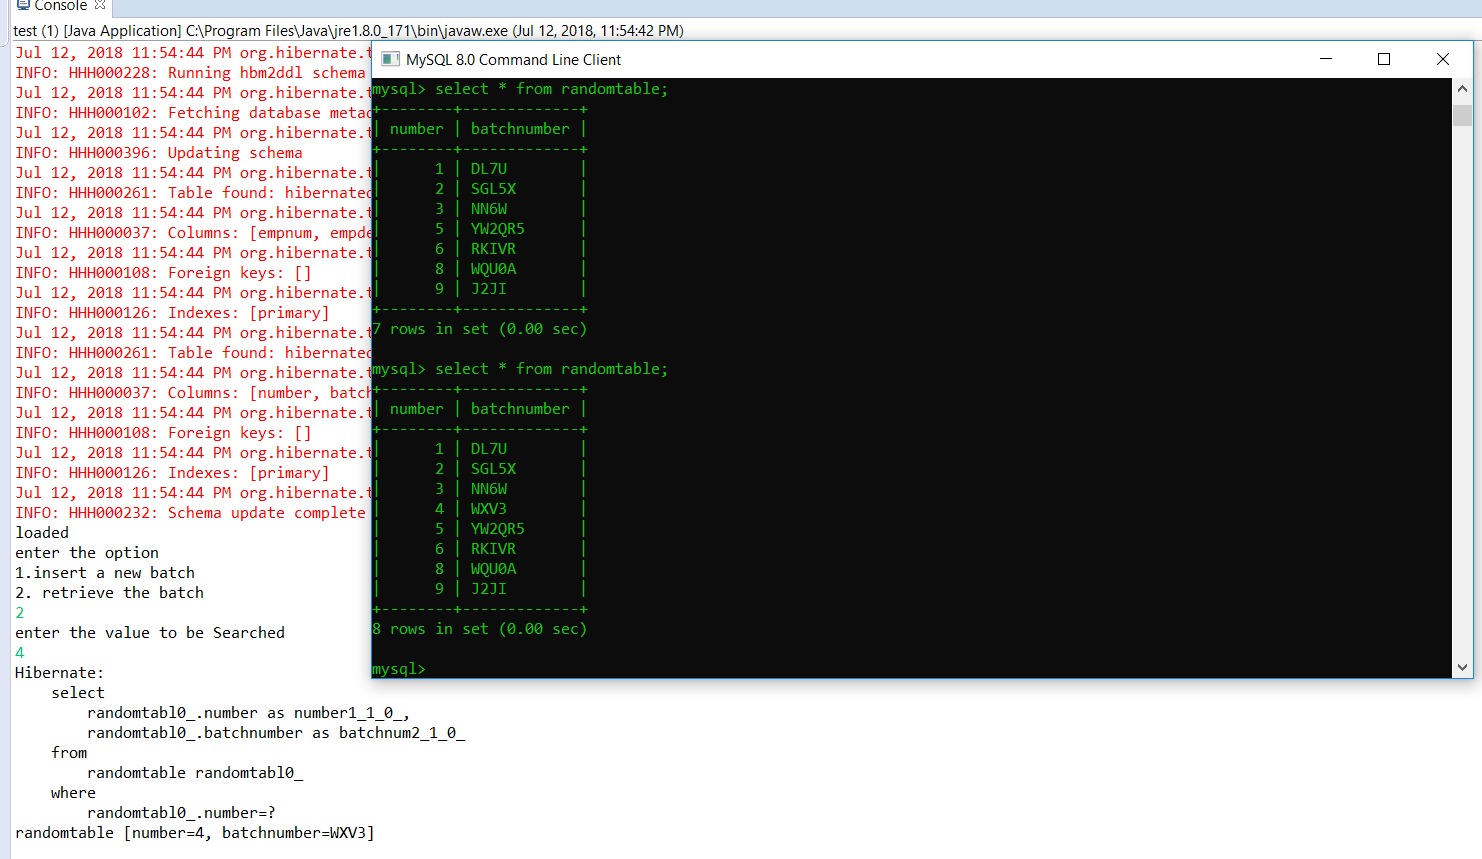 Console
test (1) [Java Application] C:\Program Files\Java\jre1.8.0_171\bin\javaw.exe (Jul 12, 2018, 11:54:42 PM)
Jul 12, 2018 11:54:44 PM org.hibernate.t
INFO: HHH000228: Running hbm2ddl schema
Jul 12, 2018 11:54:44 PM org.hibernate.t
INFO: HHH000102: Fetching database metad
Jul 12, 2018 11:54:44 PM org.hibernate.t
INFO: HHH000396: Updating schema
Jul 12, 2018 11:54:44 PM org.hibernate.t
INFO: HHH000261: Table found: hibernated
Jul 12, 2018 11:54:44 PM org.hibernate.t
INFO: HHH000037: Columns: [empnum, empde
Jul 12, 2018 11:54:44 PM org.hibernate.t
INFO: HHH000108: Foreign keys: []
Jul 12, 2018 11:54:44 PM org.hibernate.t
INFO: HHH000126: Indexes: [primary]
Jul 12, 2018 11:54:44 PM org.hibernate.t
INFO: HHH000261: Table found: hibernated
Jul 12, 2018 11:54:44 PM org.hibernate.t
INFO: HHH000037: Columns: [number, batch
Jul 12, 2018 11:54:44 PM org.hibernate.t
INFO: HHH000108: Foreign keys: []
Jul 12, 2018 11:54:44 PM org.hibernate.t
INFO: HHH000126: Indexes: [primary]
Jul 12, 2018 11:54:44 PM org.hibernate.t
INFO: HHH000232: Schema update complete
loaded
enter the option
1.insert a new batch
2. retrieve the batch
2
enter the value to be Searched
4
Hibernate:
    select
        randomtabl0_.number as number1_1_0_,
        randomtabl0_.batchnumber as batchnum2_1_0_
    from
        randomtable randomtabl0_
    where
        randomtabl0_.number=?
randomtable [number=4, batchnumber=WXV3]
MySQL 8.0 Command Line Client
mysql> select * from randomtable;
+--------+-------------+
| number | batchnumber |
+--------+-------------+
|      1 | DL7U        |
|      2 | SGL5X       |
|      3 | NN6W        |
|      5 | YW2QR5      |
|      6 | RKIVR       |
|      8 | WQU0A       |
|      9 | J2JI        |
+--------+-------------+
7 rows in set (0.00 sec)
mysql> select * from randomtable;
+--------+-------------+
| number | batchnumber |
+--------+-------------+
|      1 | DL7U        |
|      2 | SGL5X       |
|      3 | NN6W        |
|      4 | WXV3        |
|      5 | YW2QR5      |
|      6 | RKIVR       |
|      8 | WQU0A       |
|      9 | J2JI        |
+--------+-------------+
8 rows in set (0.00 sec)
mysql>